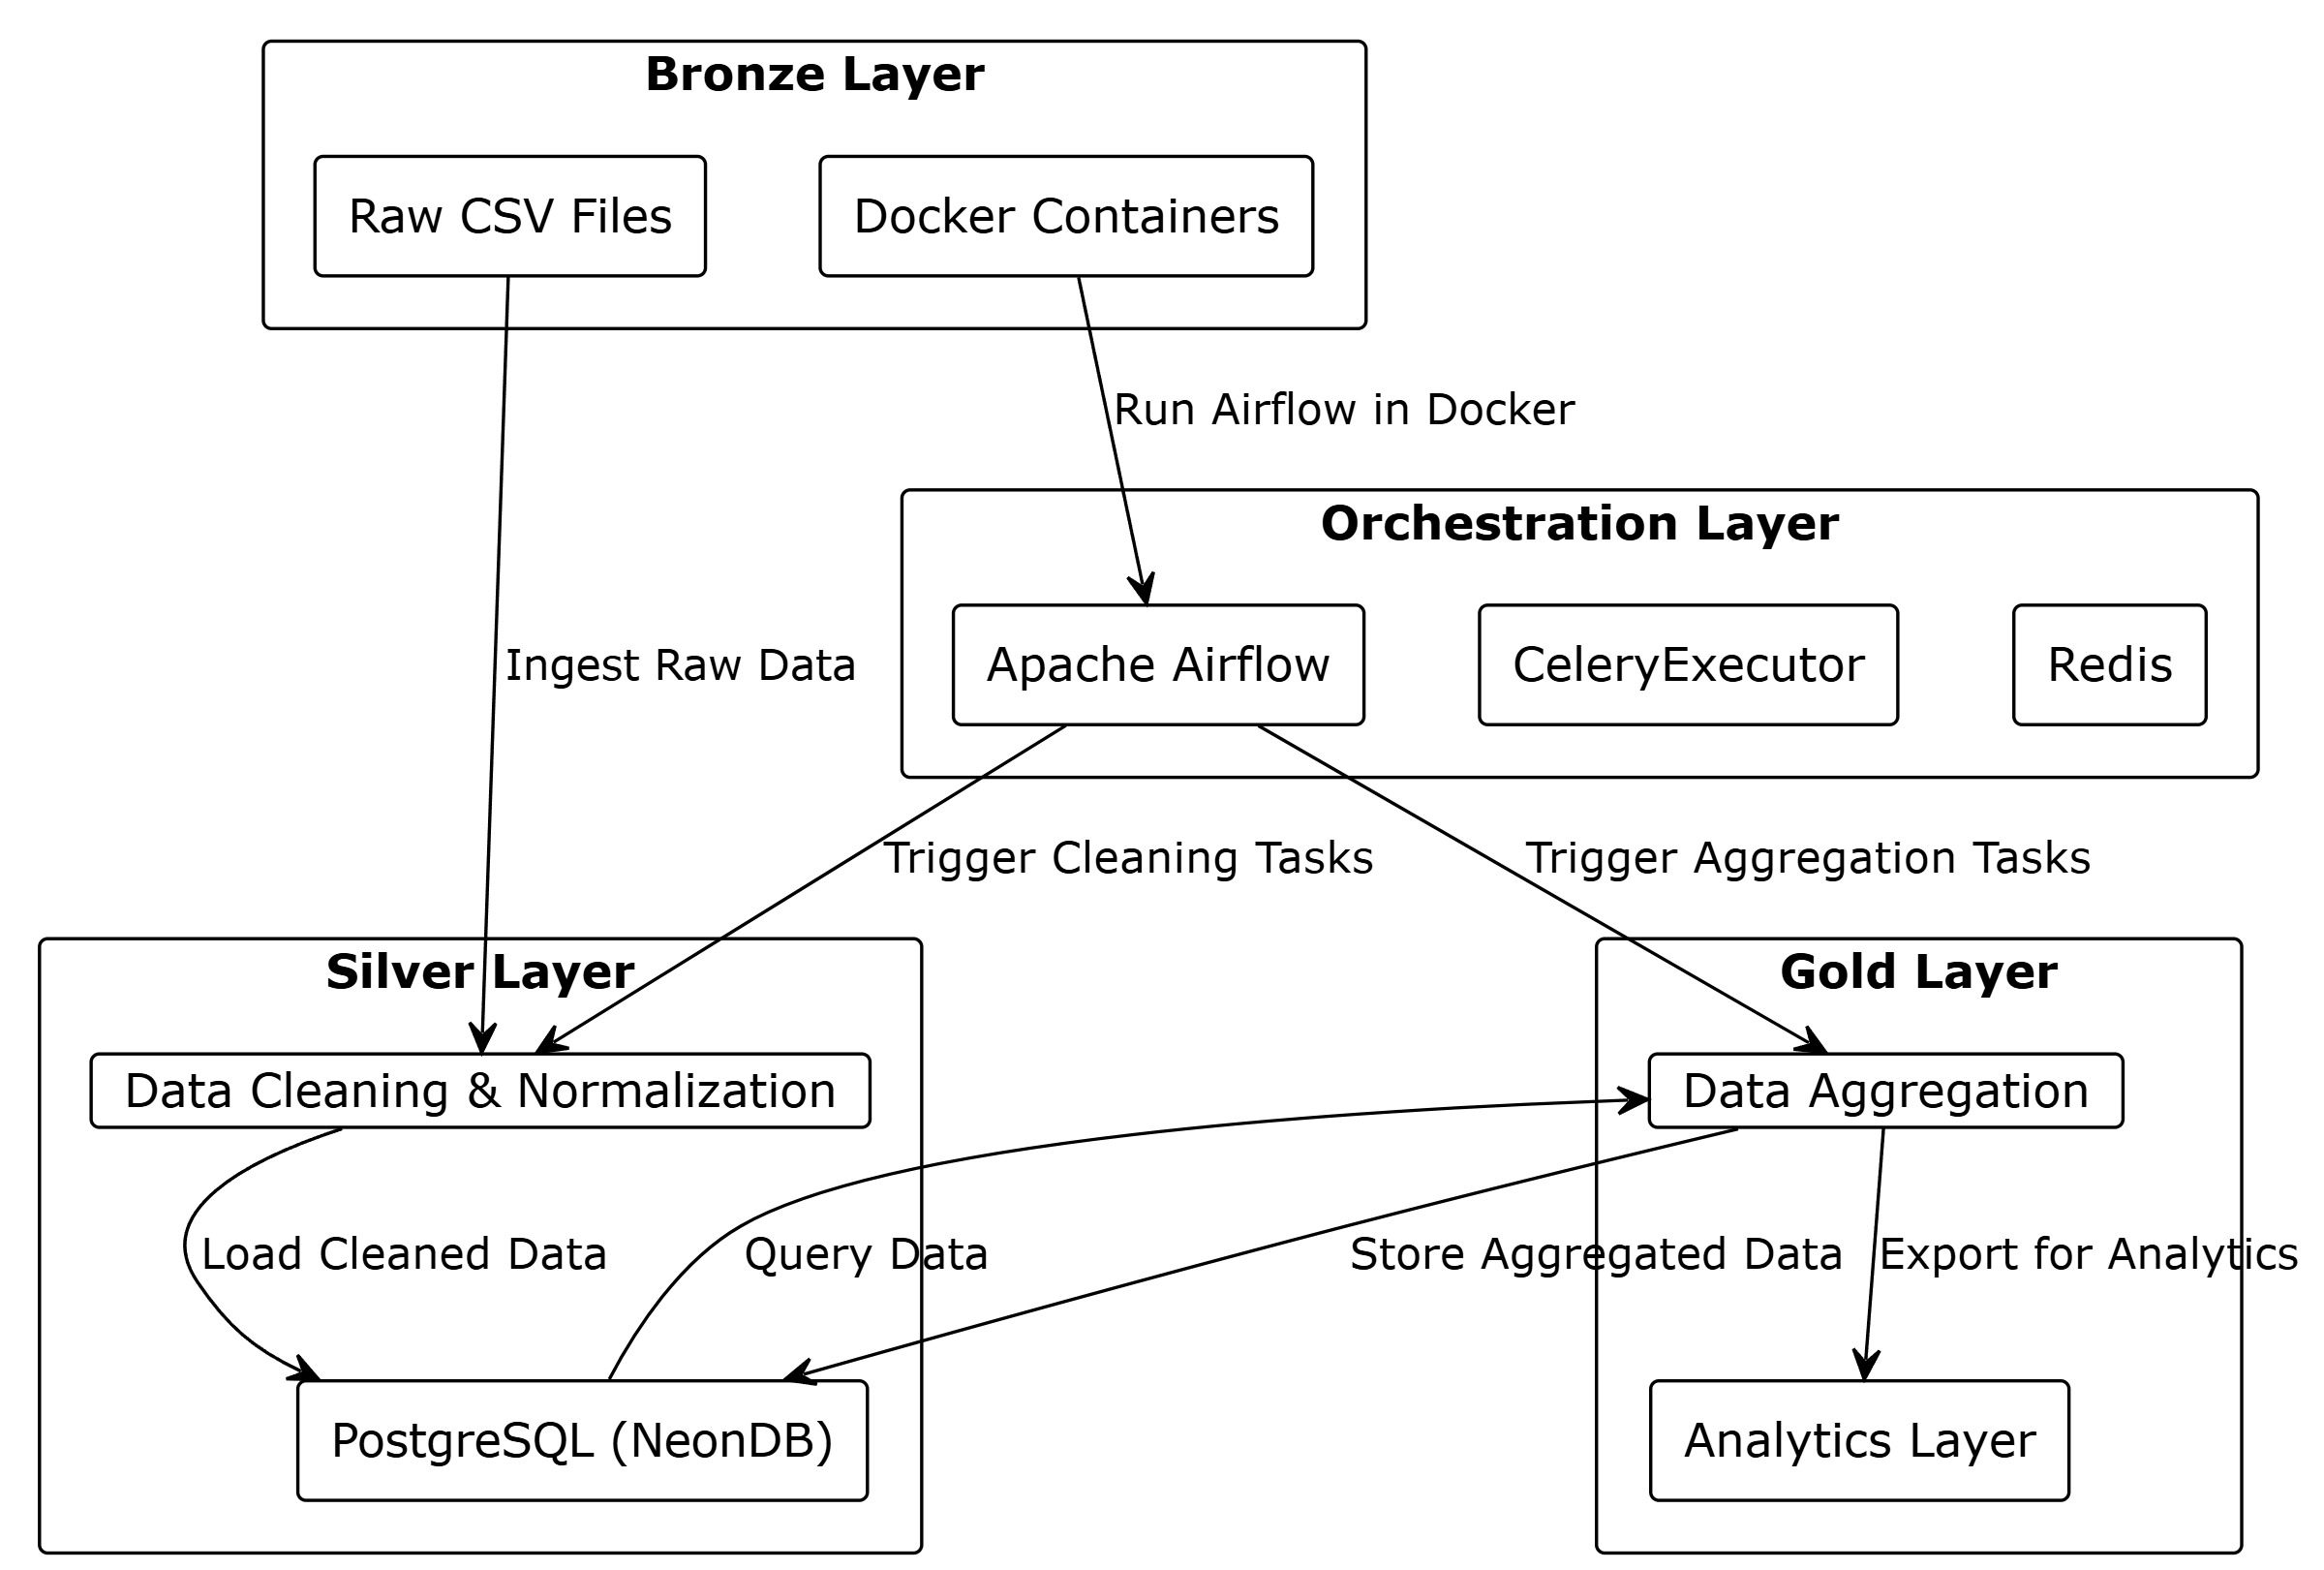 Bronze Layer
Raw CSV Files
Docker Containers
Run Airflow in Docker
Orchestration Layer
Apache Airflow
CeleryExecutor
Redis
Ingest Raw Data
Trigger Cleaning Tasks
Trigger Aggregation Tasks
Silver Layer
Gold Layer
Data Cleaning & Normalization
Data Aggregation
Load Cleaned Data
Query Data
Store Aggregated Data
Export for Analytics
PostgreSQL (NeonDB)
Analytics Layer